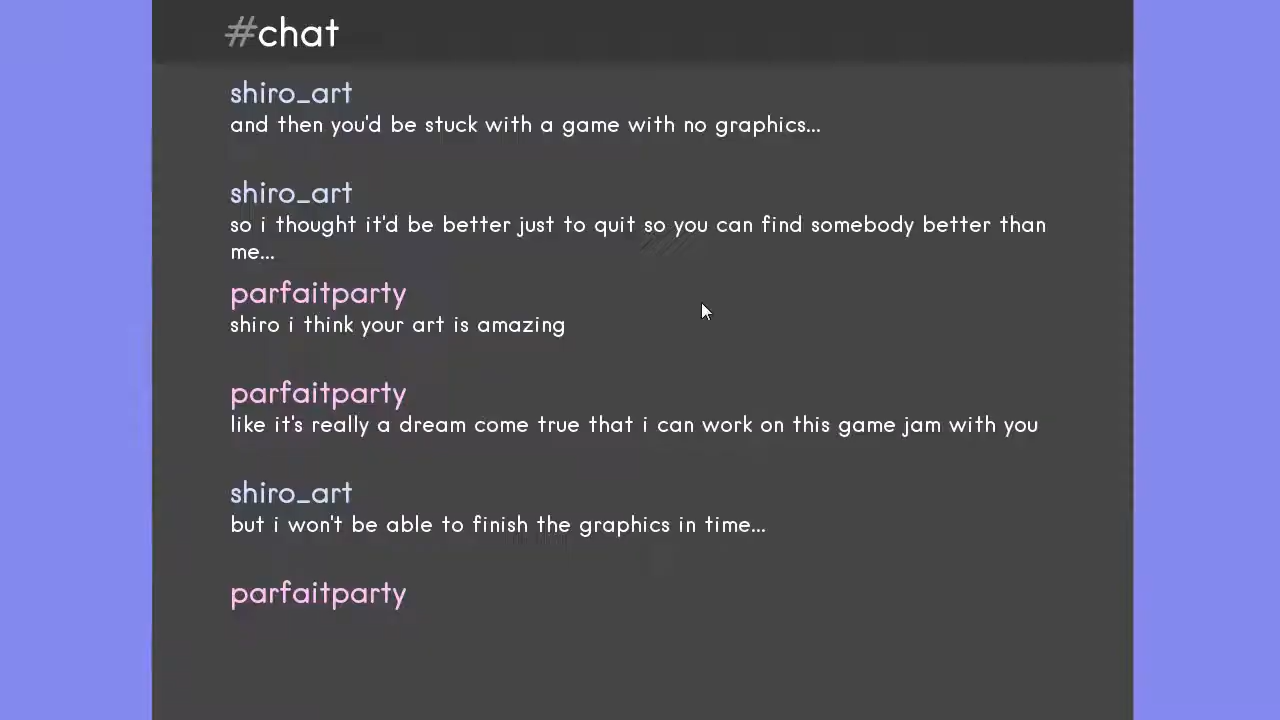 #chat
shiro_art
and then you'd be stuck with a game with no graphics...
shiro_art
so i thought it'd be better just to quit so you can find somebody better than
me...
parfaitparty
shiro i think your art is amazing
parfaitparty
like it's really a dream come true that i can work on this game jam with you
shiro_art
but i won't be able to finish the graphics in time...
parfaitparty